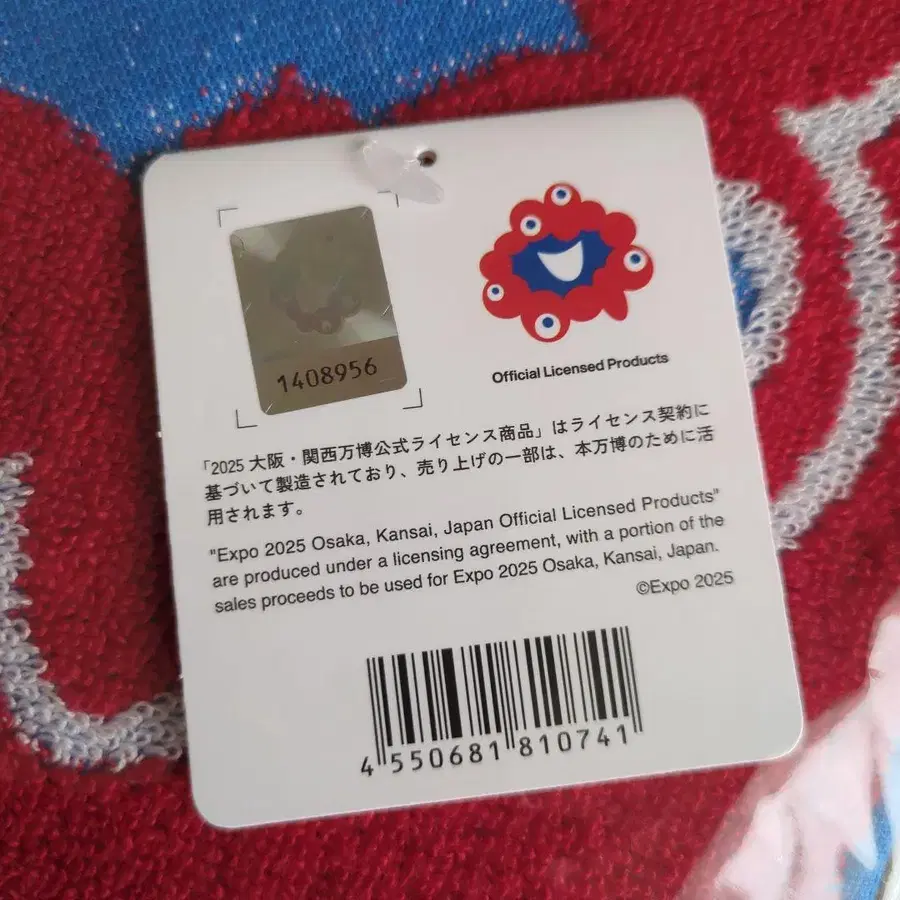 1408956
Official Licensed Products
「2025 大阪・関西万博公式ライセンス商品」はライセンス契約に
基づいて製造されており、売り上げの一部は、本万博のために活
用されます。
"Expo 2025 Osaka, Kansai, Japan Official Licensed Products"
are produced under a licensing agreement, with a portion of the
sales proceeds to be used for Expo 2025 Osaka, Kansai, Japan.
©Expo 2025
4550681810741